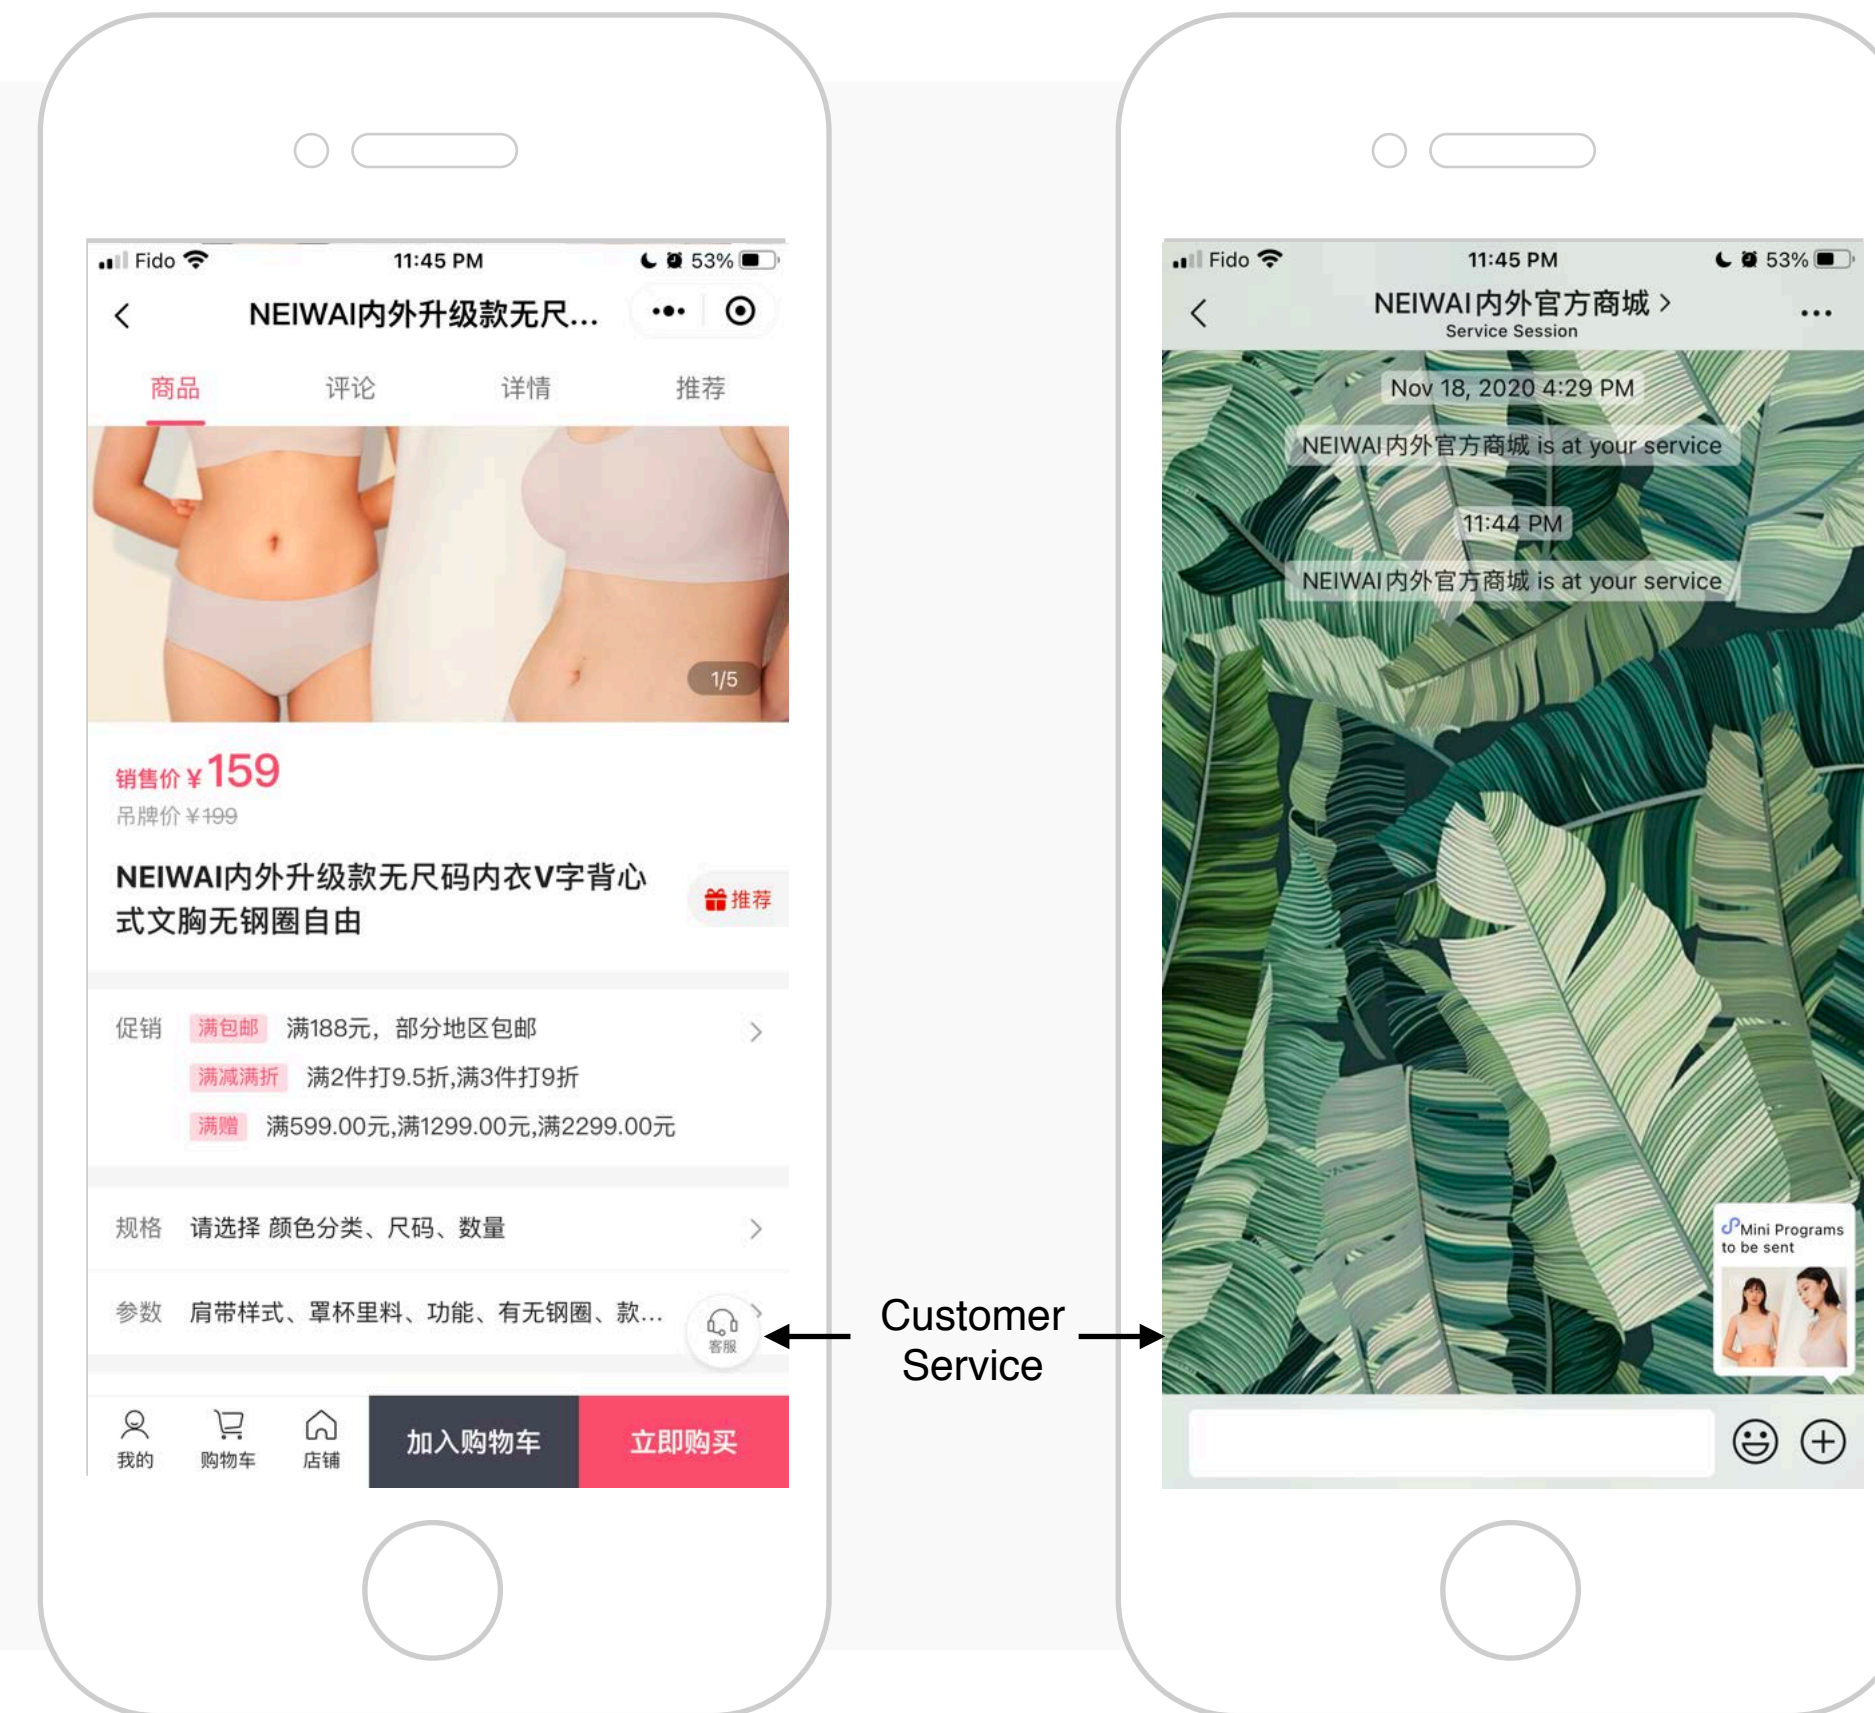 Fido
11:45 PM
53%
NEIWAI内外升级款无尺...
商品
评论
详情
推荐
1/5
销售价 ¥ 159
吊牌价 ¥199
NEIWAI内外升级款无尺码内衣V字背心
式文胸无钢圈自由
推荐
促销 满包邮 满188元，部分地区包邮
满减满折 满2件打9.5折,满3件打9折
满赠 满599.00元,满1299.00元,满2299.00元
规格 请选择 颜色分类、尺码、数量
参数 肩带样式、罩杯里料、功能、有无钢圈、款...
客服
我的
购物车
店铺
加入购物车
立即购买
Customer
Service
Fido
11:45 PM
53%
NEIWAI内外官方商城
Service Session
Nov 18, 2020 4:29 PM
NEIWAI内外官方商城 is at your service
11:44 PM
NEIWAI内外官方商城 is at your service
Mini Programs
to be sent